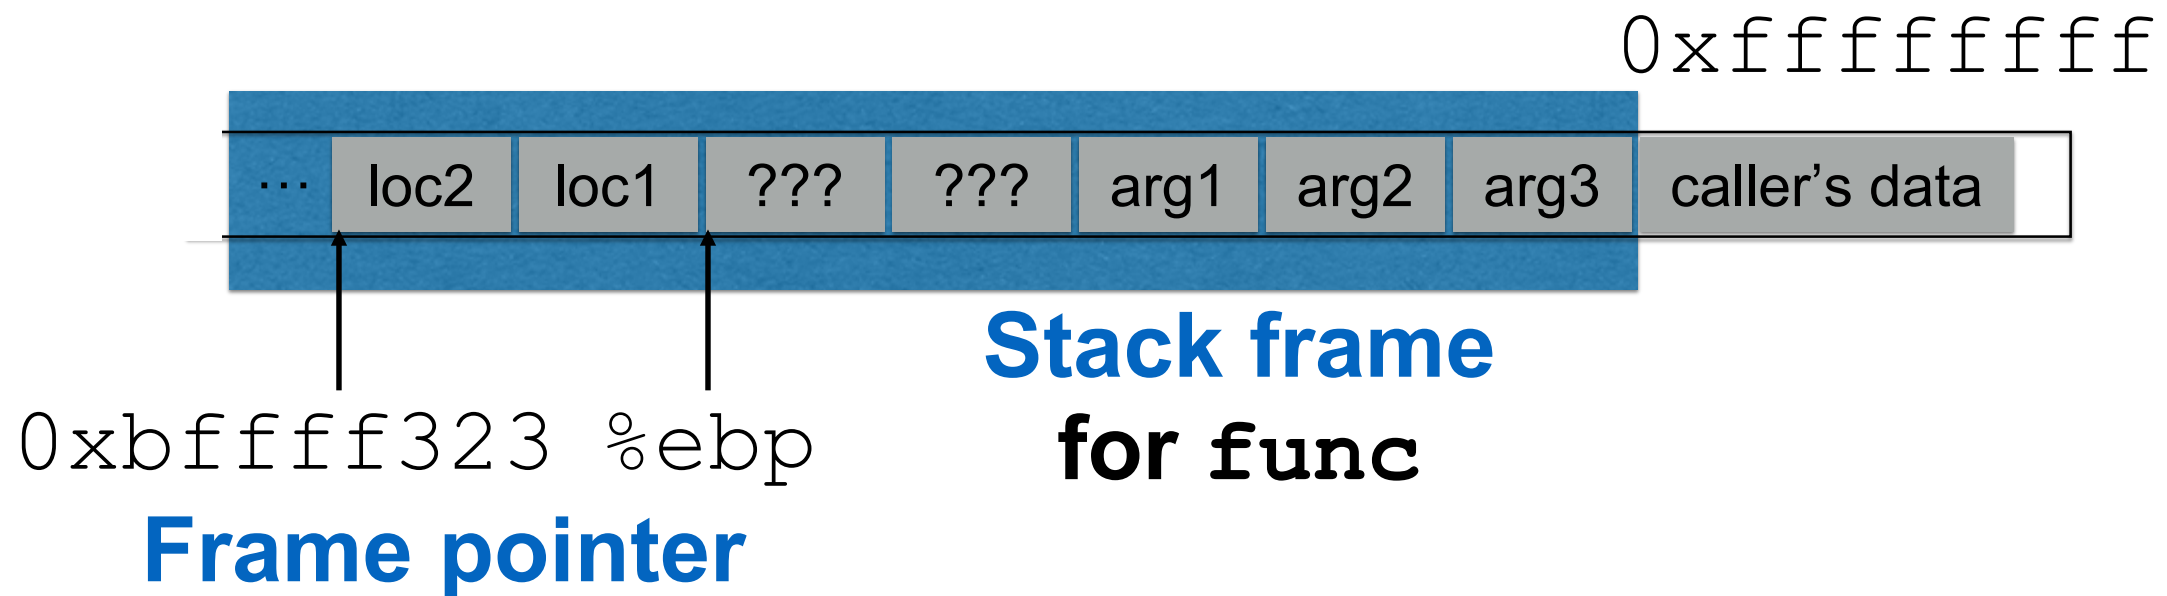 0xffffffff
... loc2 loc1 ??? ??? arg1 arg2 arg3 caller’s data
Stack frame
for func
0xbffff323 %ebp
Frame pointer